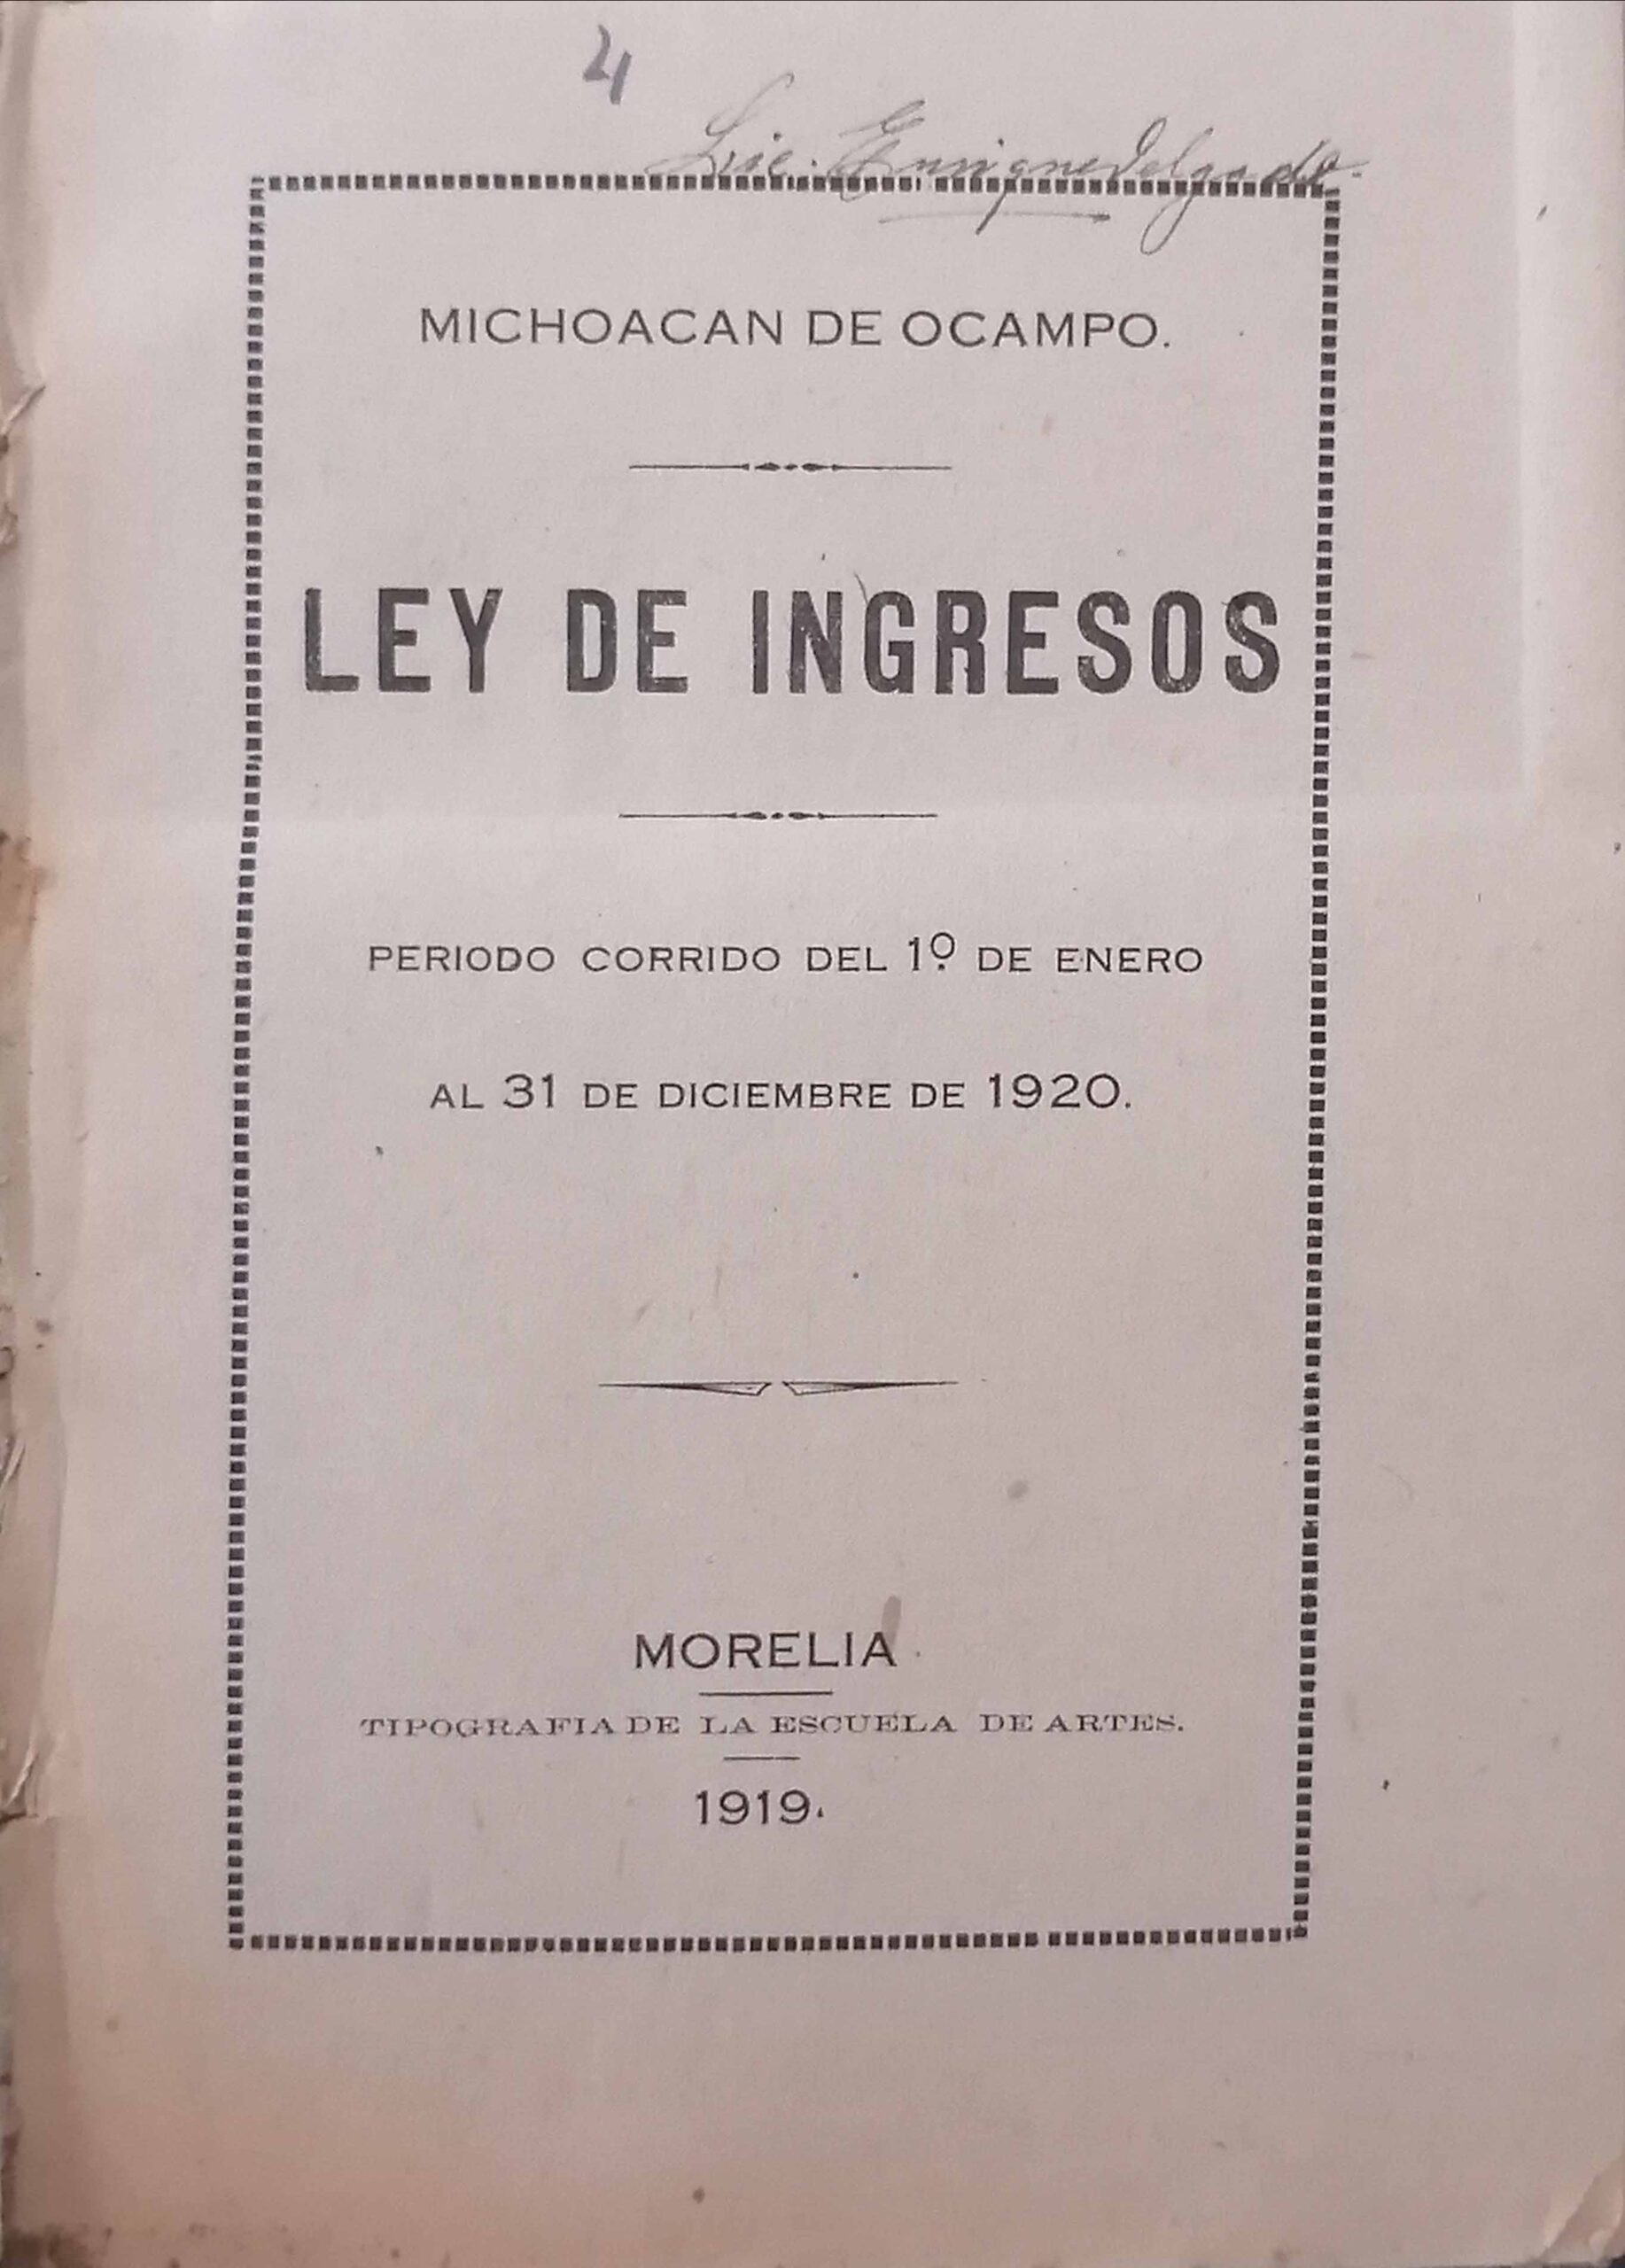 4
Lic. Enrique Delgado.
MICHOACAN DE OCAMPO.
LEY DE INGRESOS
PERIODO CORRIDO DEL 1º DE ENERO
AL 31 DE DICIEMBRE DE 1920.
MORELIA
TIPOGRAFIA DE LA ESCUELA DE ARTES.
1919.